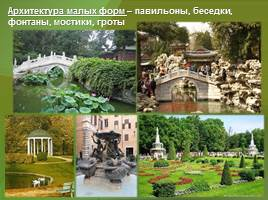 Архитектура малых форм – павильоны, беседки,
фонтаны, мостики, гроты